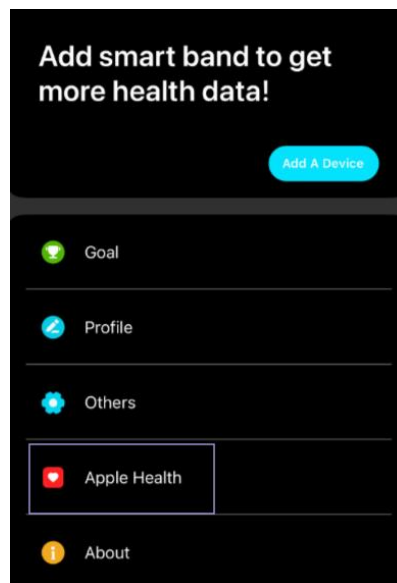 Add smart band to get
more health data!
Add A Device
Goal
Profile
Others
Apple Health
About